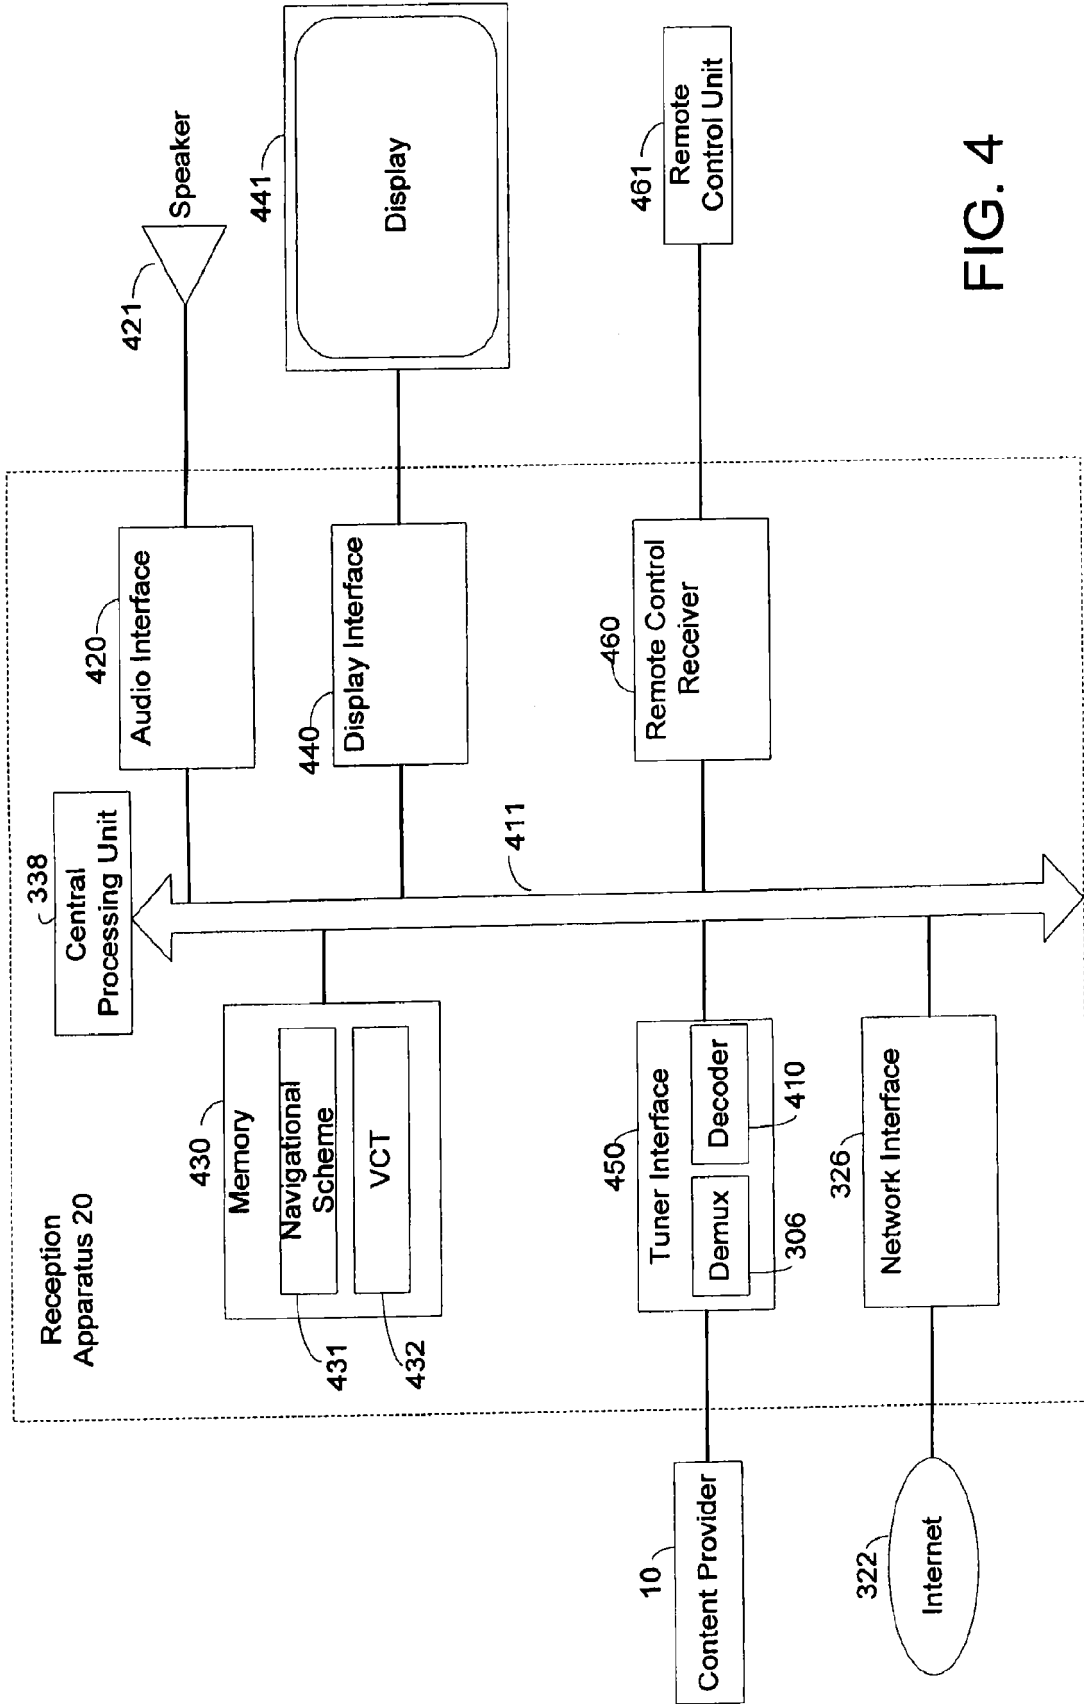 Reception
Apparatus 20
338
Central
Processing Unit
430
Memory
Navigational
Scheme
431
VCT
432
420
Audio Interface
421
Speaker
440
Display Interface
441
Display
411
10
Content Provider
450
Tuner Interface
Demux
306
Decoder
410
460
Remote Control
Receiver
461
Remote
Control Unit
322
Internet
326
Network Interface
FIG. 4